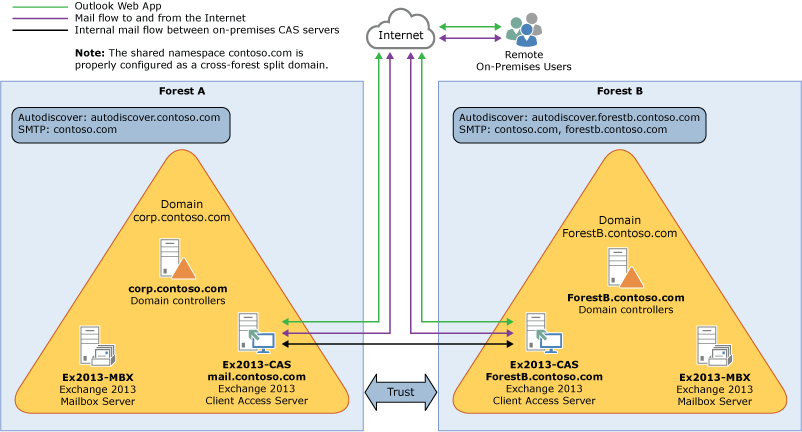 Outlook Web App
Mail flow to and from the Internet
Internal mail flow between on-premises CAS servers
Note: The shared namespace contoso.com is
properly configured as a cross-forest split domain.
Internet
Remote
On-Premises Users
Forest A
Autodiscover: autodiscover.contoso.com
SMTP: contoso.com
Domain
corp.contoso.com
corp.contoso.com
Domain controllers
Ex2013-MBX
Exchange 2013
Mailbox Server
Ex2013-CAS
mail.contoso.com
Exchange 2013
Client Access Server
Trust
Forest B
Autodiscover: autodiscover.forestb.contoso.com
SMTP: contoso.com, forestb.contoso.com
Domain
ForestB.contoso.com
ForestB.contoso.com
Domain controllers
Ex2013-CAS
ForestB.contoso.com
Exchange 2013
Client Access Server
Ex2013-MBX
Exchange 2013
Mailbox Server